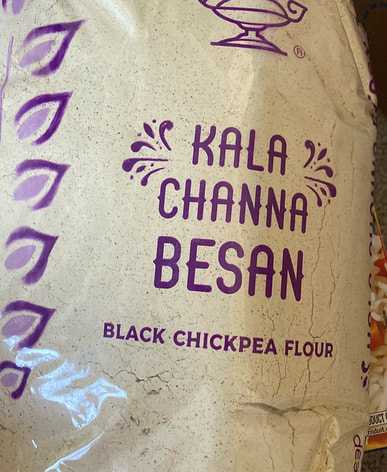 ®
KALA
CHANNA
BESAN
BLACK CHICKPEA FLOUR